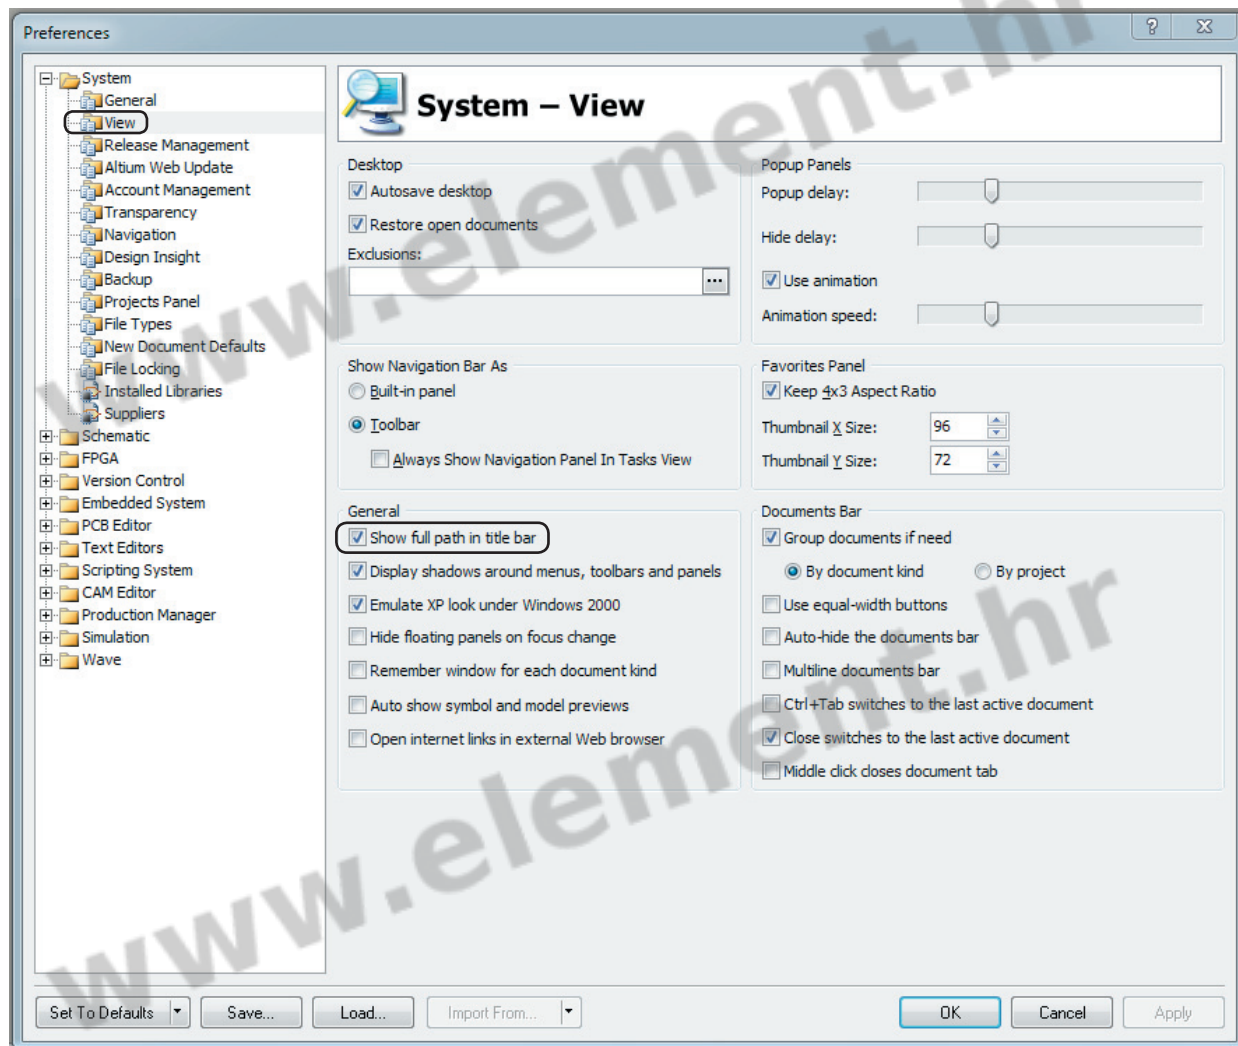 Preferences
System
General
View
Release Management
Altium Web Update
Account Management
Transparency
Navigation
Design Insight
Backup
Projects Panel
File Types
New Document Defaults
File Locking
Installed Libraries
Suppliers
Schematic
FPGA
Version Control
Embedded System
PCB Editor
Text Editors
Scripting System
CAM Editor
Production Manager
Simulation
Wave
System – View
Desktop
Autosave desktop
Restore open documents
Exclusions:
...
Popup Panels
Popup delay:
Hide delay:
Use animation
Animation speed:
Show Navigation Bar As
Built-in panel
Toolbar
Always Show Navigation Panel In Tasks View
Favorites Panel
Keep 4x3 Aspect Ratio
Thumbnail X Size: 96
Thumbnail Y Size: 72
General
Show full path in title bar
Display shadows around menus, toolbars and panels
Emulate XP look under Windows 2000
Hide floating panels on focus change
Remember window for each document kind
Auto show symbol and model previews
Open internet links in external Web browser
Documents Bar
Group documents if need
By document kind By project
Use equal-width buttons
Auto-hide the documents bar
Multiline documents bar
Ctrl+Tab switches to the last active document
Close switches to the last active document
Middle click closes document tab
Set To Defaults Save... Load... Import From... OK Cancel Apply
www.element.hr
www.element.hr